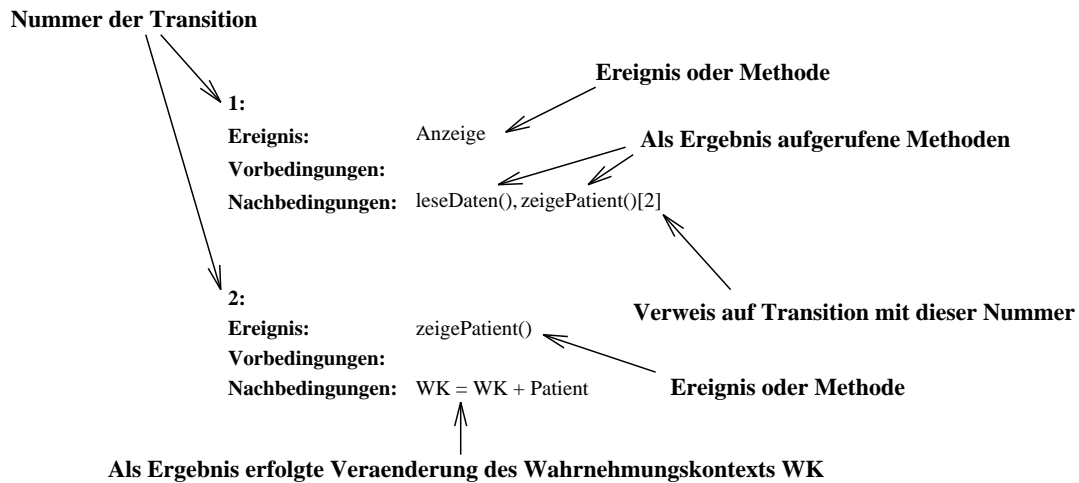 Nummer der Transition
Ereignis oder Methode
1:
Ereignis: Anzeige
Als Ergebnis aufgerufene Methoden
Vorbedingungen:
Nachbedingungen: leseDaten(), zeigePatient()[2]
2:
Verweis auf Transition mit dieser Nummer
Ereignis: zeigePatient()
Vorbedingungen:
Nachbedingungen: WK = WK + Patient
Ereignis oder Methode
Als Ergebnis erfolgte Veraenderung des Wahrnehmungskontexts WK